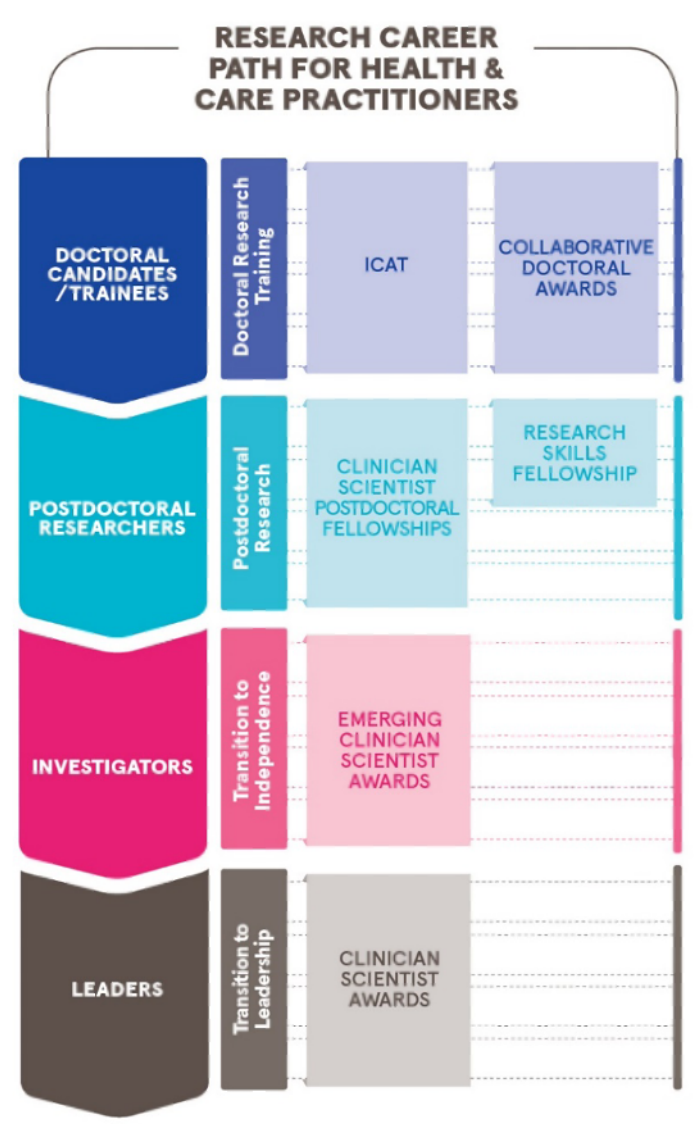 RESEARCH CAREER
PATH FOR HEALTH &
CARE PRACTITIONERS
DOCTORAL
CANDIDATES
/TRAINEES
Doctoral Research
Training
ICAT
COLLABORATIVE
DOCTORAL
AWARDS
POSTDOCTORAL
RESEARCHERS
Postdoctoral
Research
CLINICIAN
SCIENTIST
POSTDOCTORAL
FELLOWSHIPS
RESEARCH
SKILLS
FELLOWSHIP
INVESTIGATORS
Transition to
Independence
EMERGING
CLINICIAN
SCIENTIST
AWARDS
LEADERS
Transition to
Leadership
CLINICIAN
SCIENTIST
AWARDS